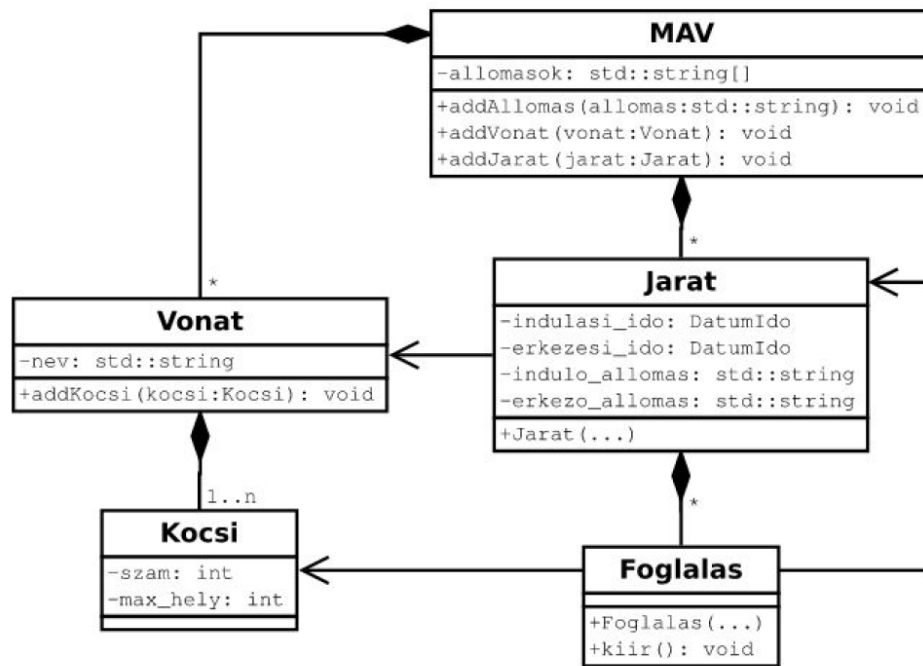 MAV
-allomasok: std::string[]
+addAllomas(allomas:std::string): void
+addVonat(vonat:Vonat): void
+addJarat(jarat:Jarat): void
*
*
Vonat
-nev: std::string
+addKocsi(kocsi:Kocsi): void
Jarat
-indulasi_ido: DatumIdo
-erkezesi_ido: DatumIdo
-indulo_allomas: std::string
-erkezo_allomas: std::string
+Jarat(...)
1..n
*
Kocsi
-szam: int
-max_hely: int
Foglalas
+Foglalas(...)
+kiir(): void